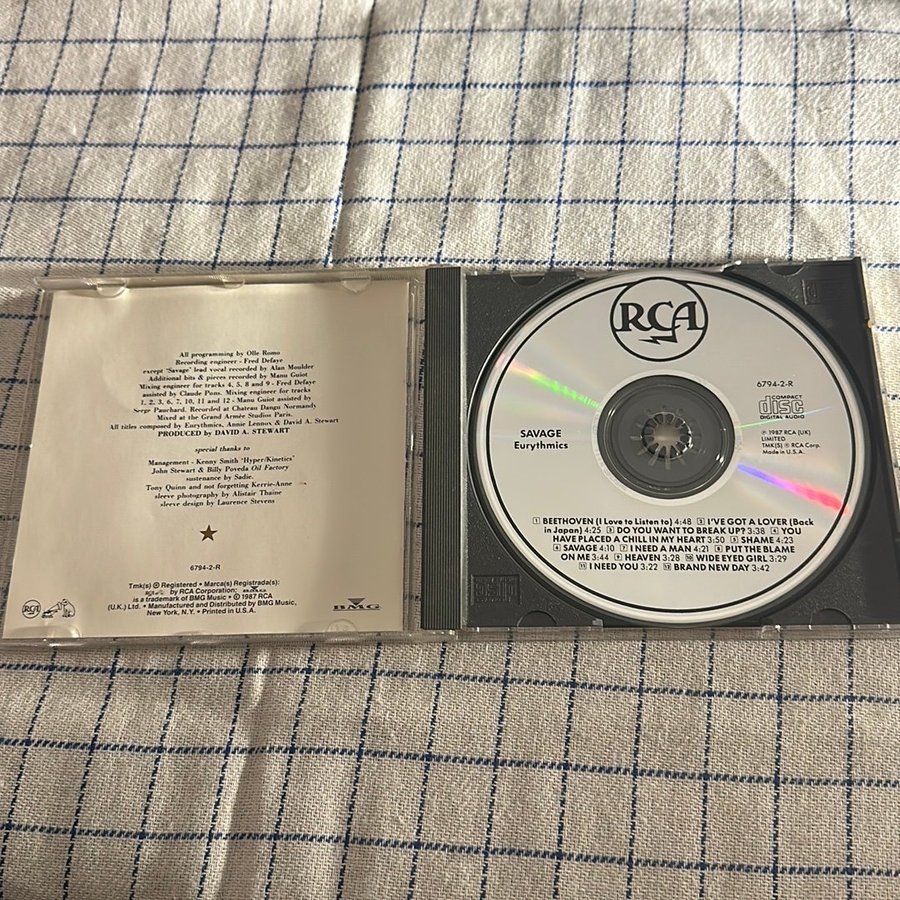 All programming by Olle Romo
Recording engineer - Fred Defaye
except 'Savage' lead vocal recorded by Alan Moulder
Additional bits & pieces recorded by Manu Guiot
Mixing engineer for tracks 4, 5, 8 and 9 - Fred Defaye
assisted by Claude Pons. Mixing engineer for tracks
1, 2, 3, 6, 7, 10, 11 and 12 - Manu Guiot assisted by
Serge Pauchard. Recorded at Chateau Dangu Normandy
Mixed at the Grand Armée Studios Paris.
All titles composed by Eurythmics, Annie Lennox & David A. Stewart
PRODUCED by DAVID A. STEWART
special thanks to
Management - Kenny Smith 'Hyper/Kinetics'
John Stewart & Billy Poveda Oil Factory
sustenance by Sadie.
Tony Quinn and not forgetting Kerrie-Anne
sleeve photography by Alistair Thaine
sleeve design by Laurence Stevens
6794-2-R
Tmk(s) ® Registered • Marca(s) Registrada(s):
by RCA Corporation;
is a trademark of BMG Music • © 1987 RCA
(U.K.) Ltd. • Manufactured and Distributed by BMG Music,
New York, N.Y. • Printed in U.S.A.
RCA
BMG
RCA
6794-2-R
COMPACT
disc
DIGITAL AUDIO
℗ 1987 RCA (UK)
LIMITED
TMK(S) ® RCA Corp.
Made in U.S.A.
SAVAGE
Eurythmics
1 BEETHOVEN (I Love to Listen to) 4:48 2 I'VE GOT A LOVER (Back
in Japan) 4:25 3 DO YOU WANT TO BREAK UP? 3:38 4 YOU
HAVE PLACED A CHILL IN MY HEART 3:50 5 SHAME 4:23
6 SAVAGE 4:10 7 I NEED A MAN 4:21 8 PUT THE BLAME
ON ME 3:44 9 HEAVEN 3:28 10 WIDE EYED GIRL 3:29
11 I NEED YOU 3:22 12 BRAND NEW DAY 3:42